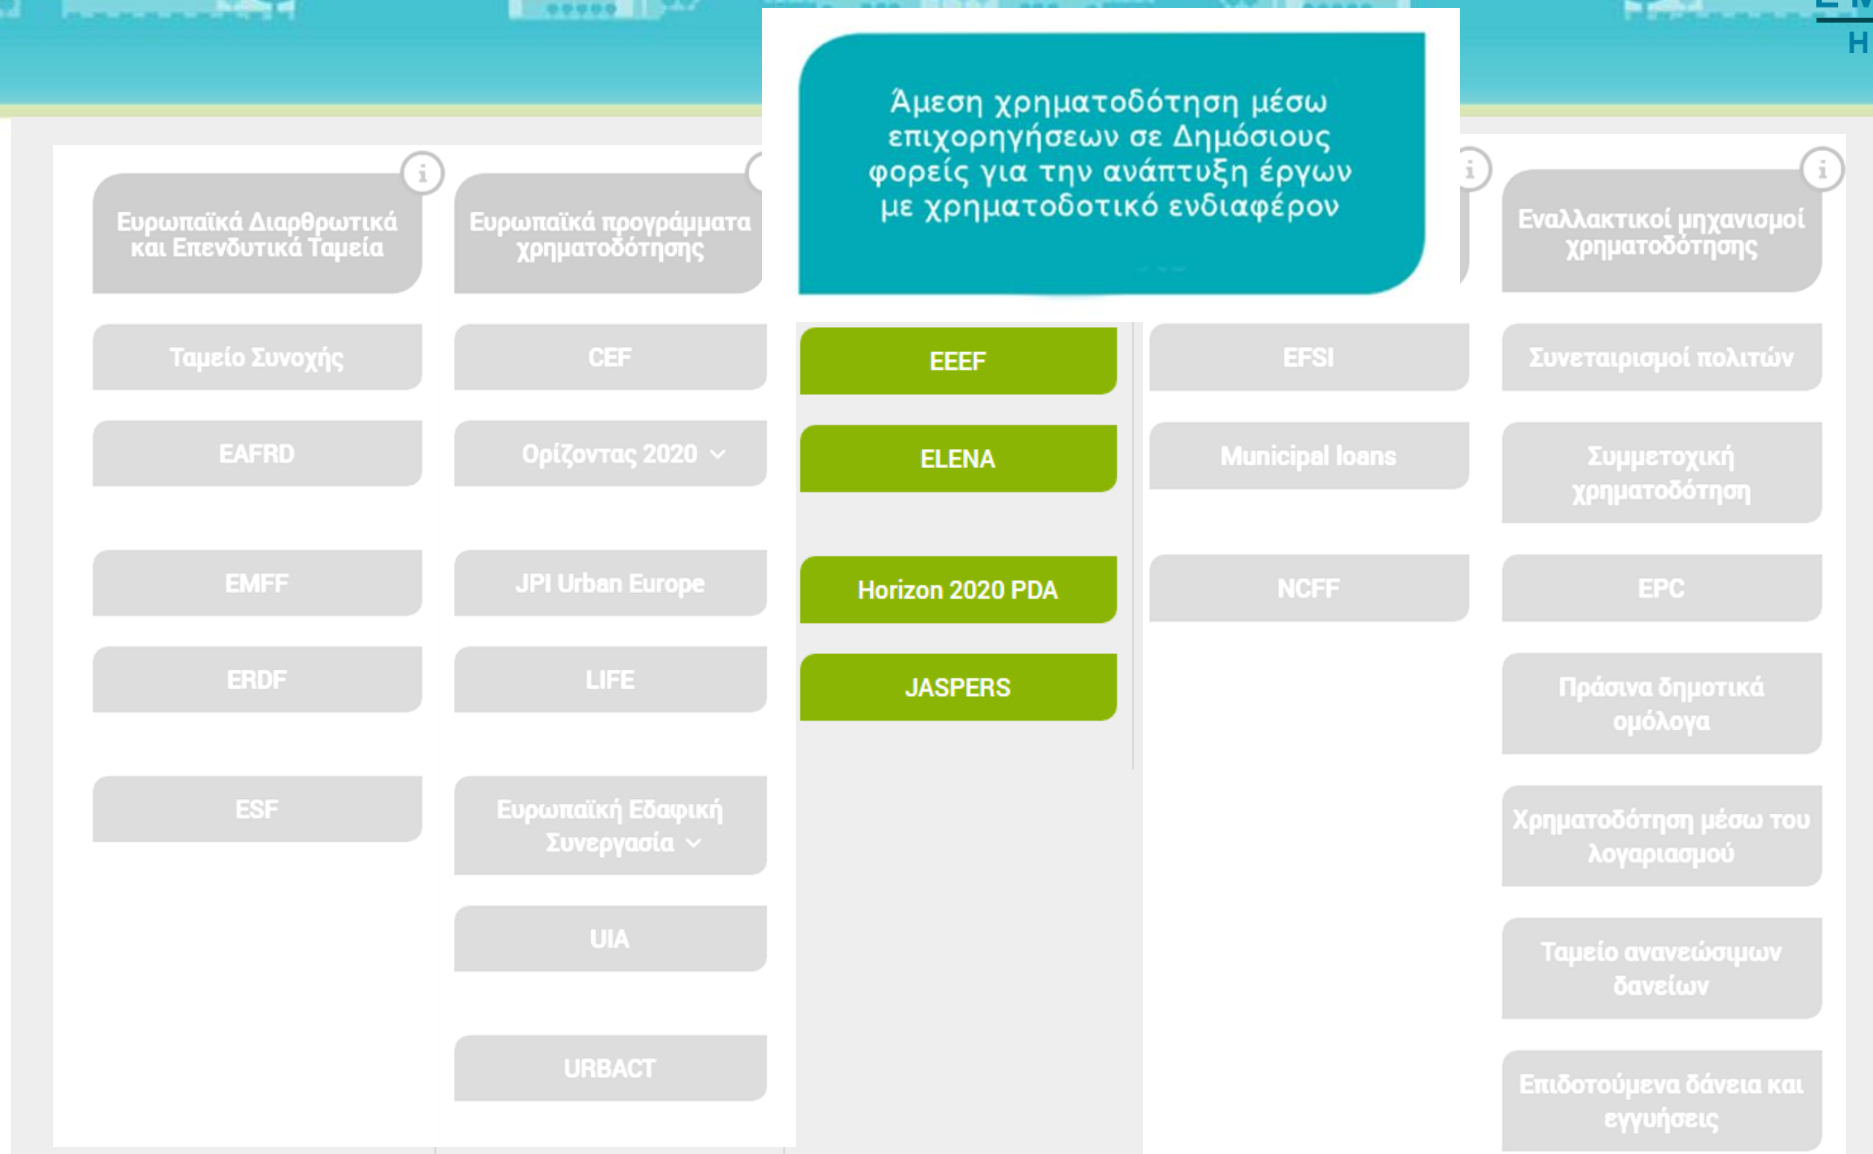 Άμεση χρηματοδότηση μέσω
επιχορηγήσεων σε Δημόσιους
φορείς για την ανάπτυξη έργων
με χρηματοδοτικό ενδιαφέρον
Ευρωπαϊκά Διαρθρωτικά
και Επενδυτικά Ταμεία
Ταμείο Συνοχής
EAFRD
EMFF
ERDF
ESF
Ευρωπαϊκά προγράμματα
χρηματοδότησης
CEF
Ορίζοντας 2020
JPI Urban Europe
LIFE
Ευρωπαϊκή Εδαφική
Συνεργασία
UIA
URBACT
EEEF
ELENA
Horizon 2020 PDA
JASPERS
EFSI
Municipal loans
NCFF
Εναλλακτικοί μηχανισμοί
χρηματοδότησης
Συνεταιρισμοί πολιτών
Συμμετοχική
χρηματοδότηση
EPC
Πράσινα δημοτικά
ομόλογα
Χρηματοδότηση μέσω του
λογαριασμού
Ταμείο ανανεώσιμων
δανείων
Επιδοτούμενα δάνεια και
εγγυήσεις